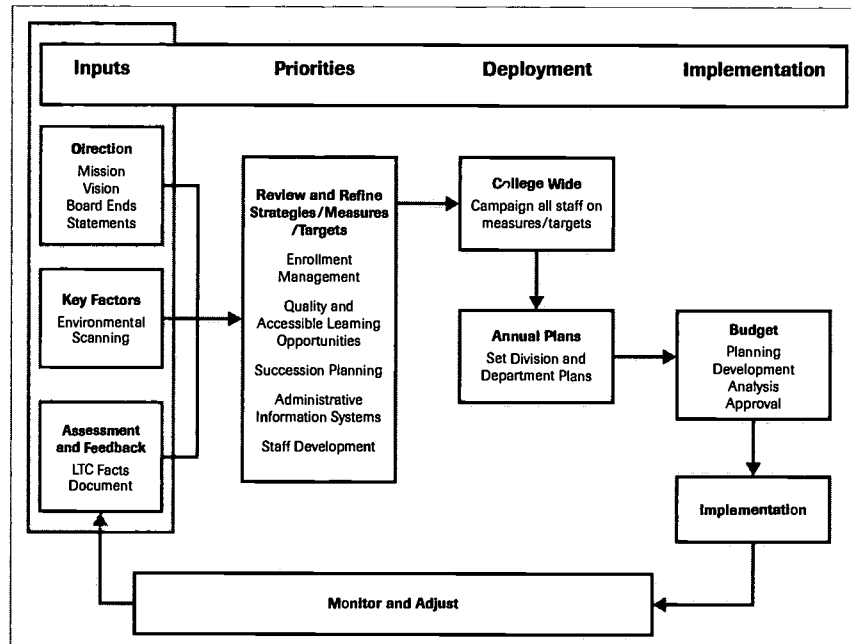 Inputs Priorities Deployment Implementation
Direction
Mission
Vision
Board Ends
Statements
Key Factors
Environmental
Scanning
Assessment
and Feedback
LTC Facts
Document
Review and Refine
Strategies/Measures
/Targets
Enrollment
Management
Quality and
Accessible Learning
Opportunities
Succession Planning
Administrative
Information Systems
Staff Development
College Wide
Campaign all staff on
measures/targets
Annual Plans
Set Division and
Department Plans
Budget
Planning
Development
Analysis
Approval
Implementation
Monitor and Adjust